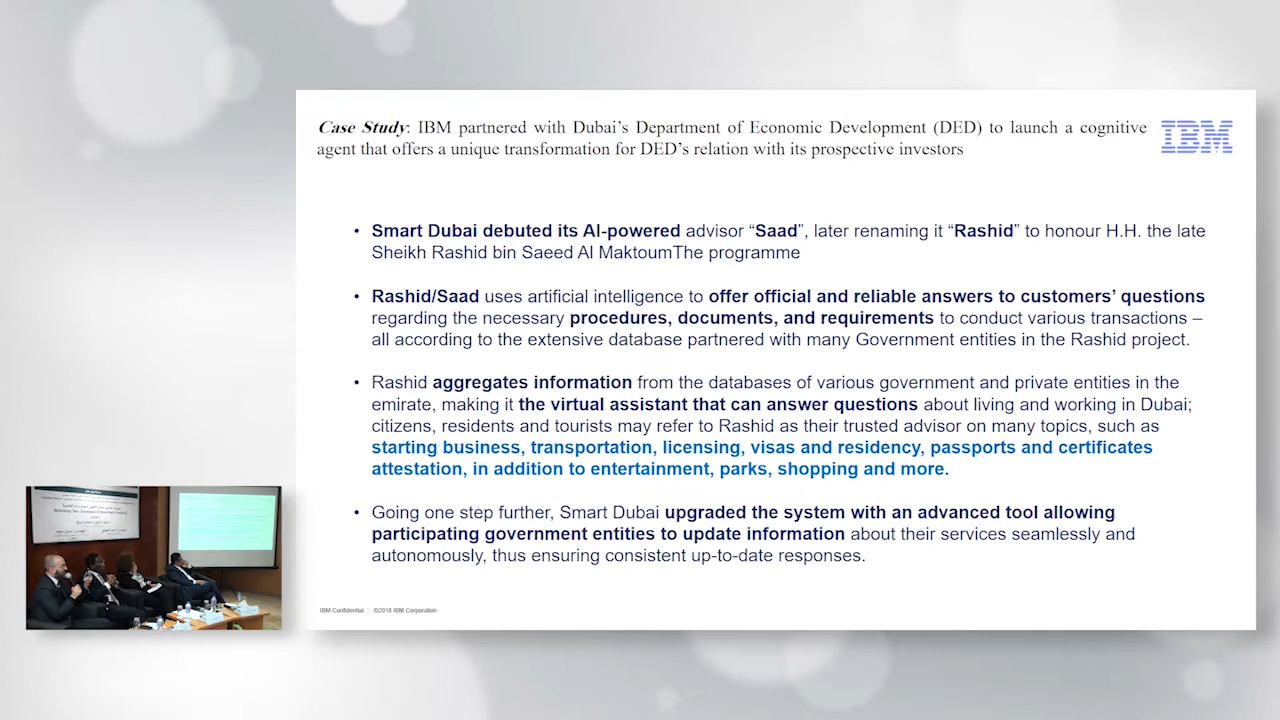 Case Study: IBM partnered with Dubai's Department of Economic Development (DED) to launch a cognitive
agent that offers a unique transformation for DED's relation with its prospective investors
IBM
• Smart Dubai debuted its AI-powered advisor “Saad”, later renaming it “Rashid” to honour H.H. the late
Sheikh Rashid bin Saeed Al MaktoumThe programme
• Rashid/Saad uses artificial intelligence to offer official and reliable answers to customers’ questions
regarding the necessary procedures, documents, and requirements to conduct various transactions –
all according to the extensive database partnered with many Government entities in the Rashid project.
• Rashid aggregates information from the databases of various government and private entities in the
emirate, making it the virtual assistant that can answer questions about living and working in Dubai;
citizens, residents and tourists may refer to Rashid as their trusted advisor on many topics, such as
starting business, transportation, licensing, visas and residency, passports and certificates
attestation, in addition to entertainment, parks, shopping and more.
• Going one step further, Smart Dubai upgraded the system with an advanced tool allowing
participating government entities to update information about their services seamlessly and
autonomously, thus ensuring consistent up-to-date responses.
IBM Confidential : ©2018 IBM Corporation